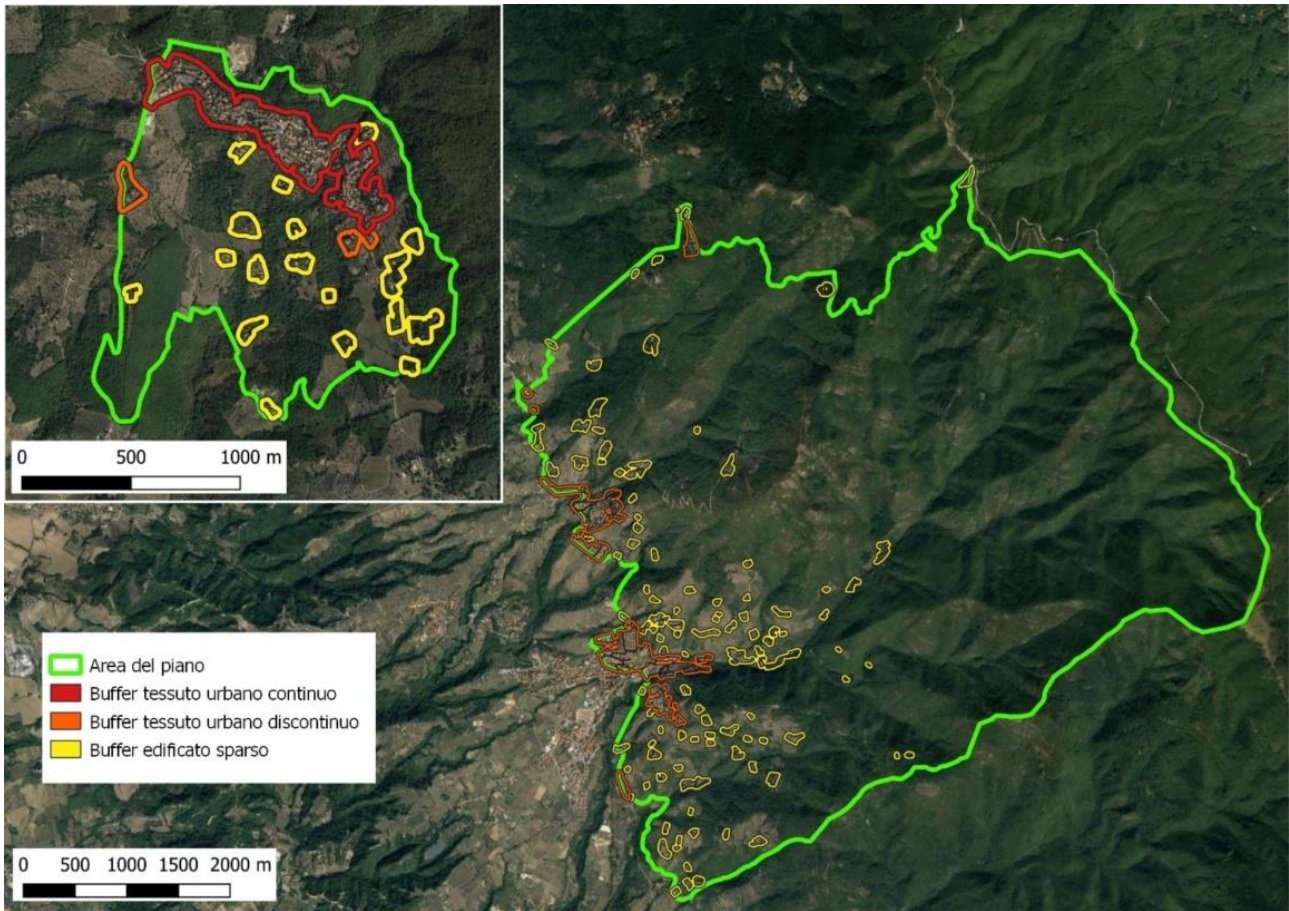 0 500 1000 m
Area del piano
Buffer tessuto urbano continuo
Buffer tessuto urbano discontinuo
Buffer edificato sparso
0 500 1000 1500 2000 m